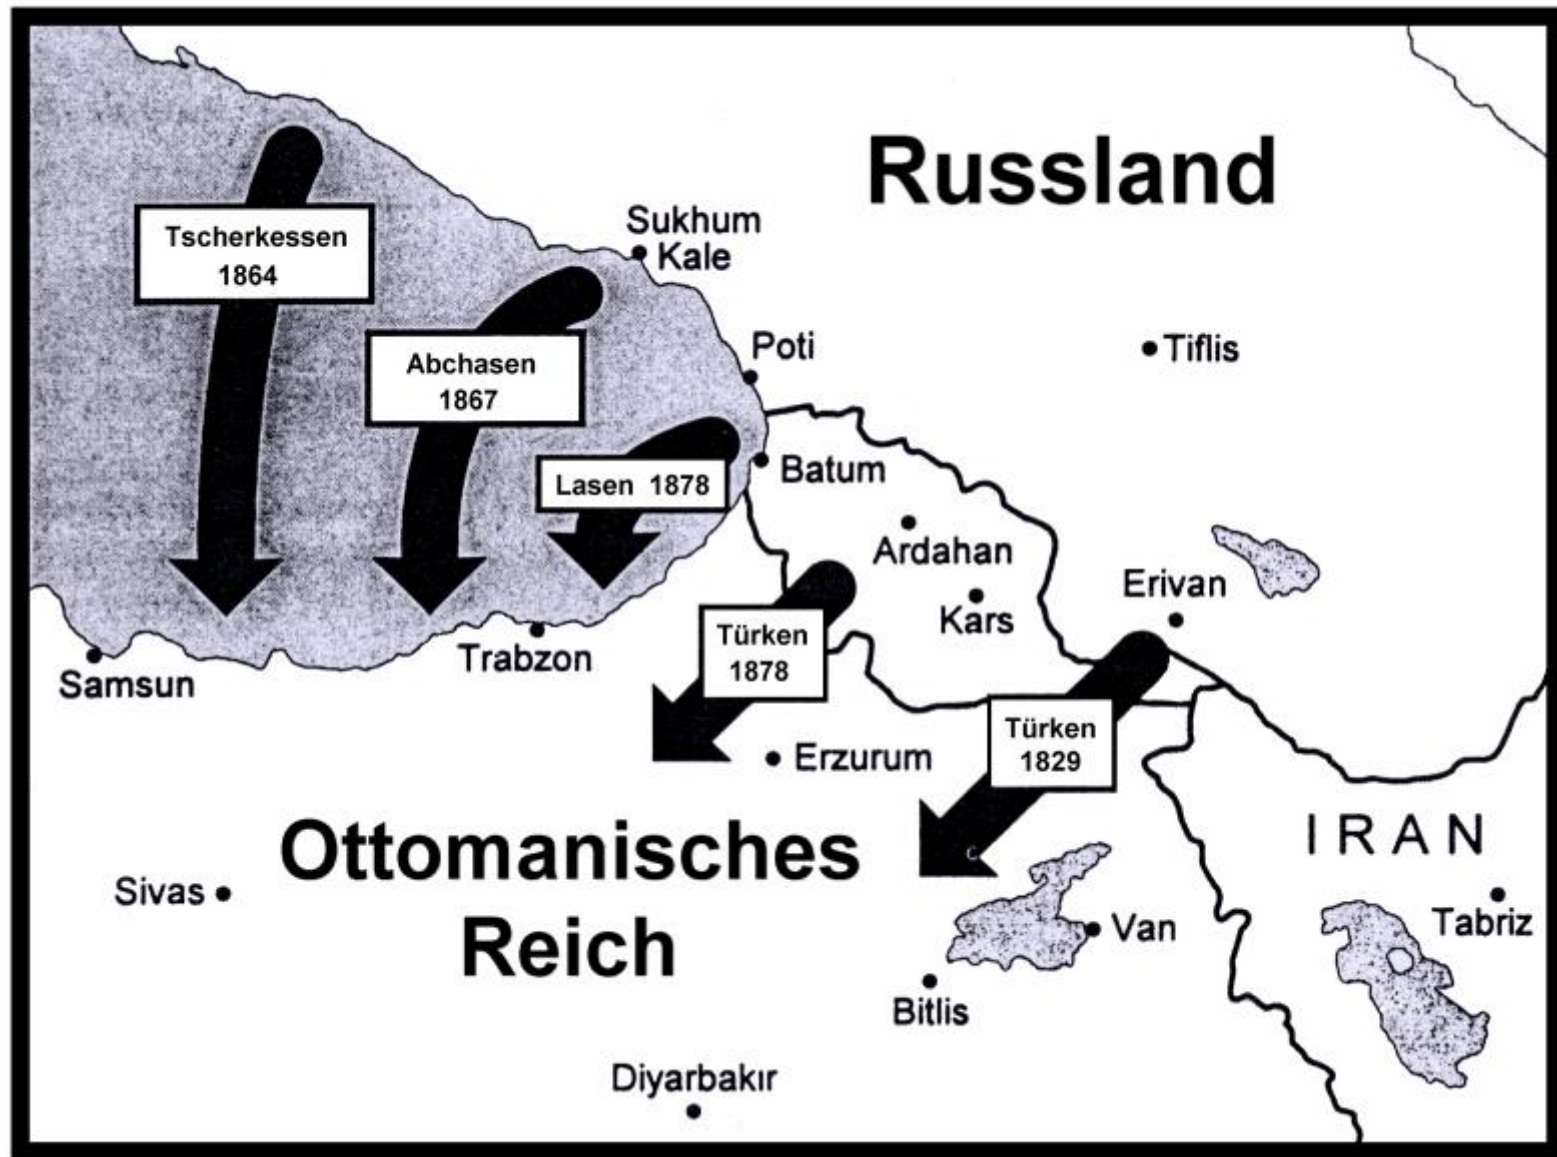 Russland
Sukhum
Kale
Tscherkessen
1864
Poti
Tiflis
Abchasen
1867
Batum
Lasen 1878
Ardahan
Erivan
Kars
Türken
1878
Trabzon
Samsun
Türken
1829
Erzurum
Ottomanisches
Reich
IRAN
Sivas
Tabriz
Van
Bitlis
Diyarbakır